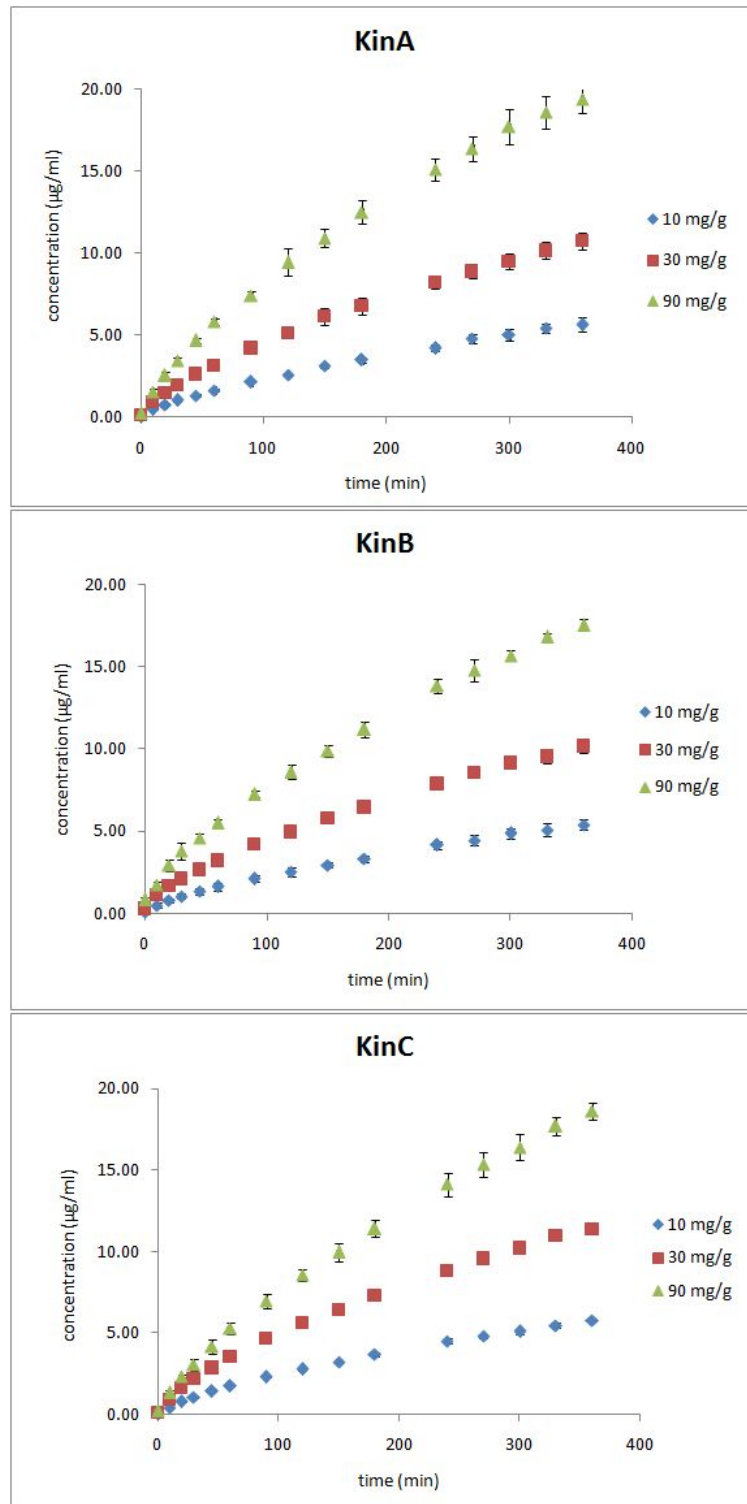 KinA
20.00
15.00
10.00
5.00
0.00
concentration (µg/ml)
0 100 200 300 400
time (min)
10 mg/g
30 mg/g
90 mg/g
KinB
20.00
15.00
10.00
5.00
0.00
concentration (µg/ml)
0 100 200 300 400
time (min)
10 mg/g
30 mg/g
90 mg/g
KinC
20.00
15.00
10.00
5.00
0.00
concentration (µg/ml)
0 100 200 300 400
time (min)
10 mg/g
30 mg/g
90 mg/g